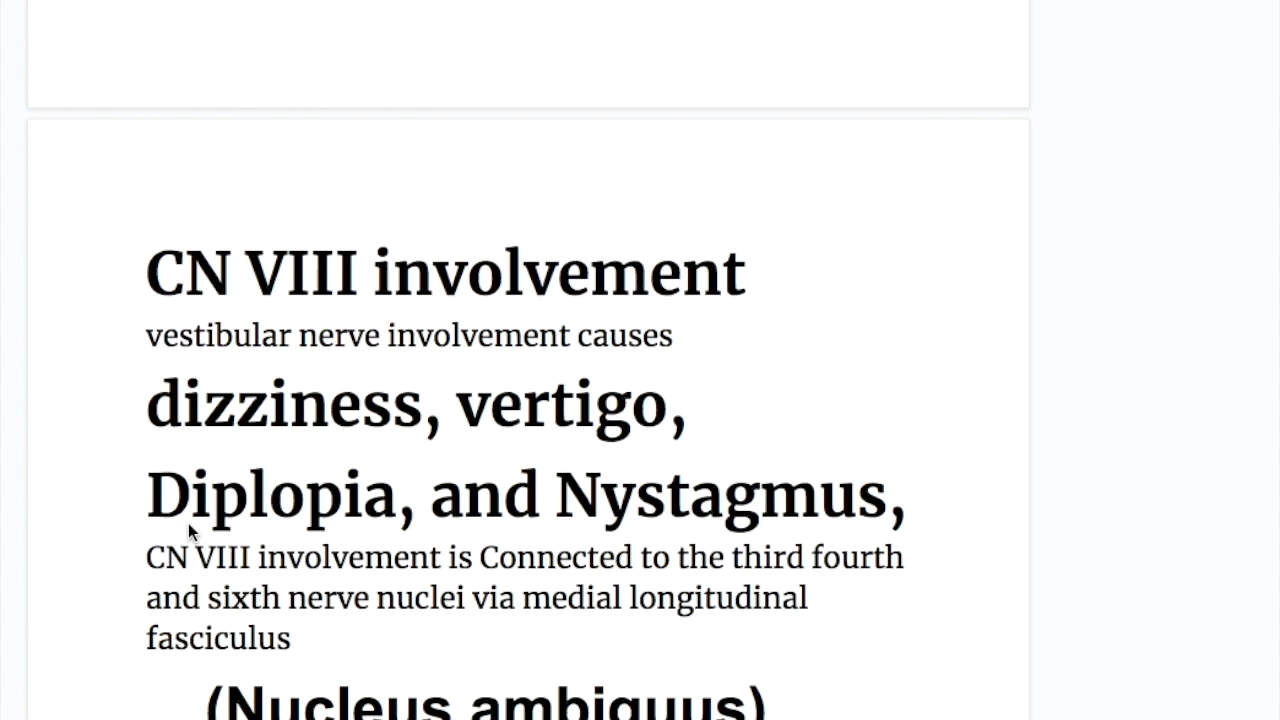 CN VIII involvement
vestibular nerve involvement causes
dizziness, vertigo,
Diplopia, and Nystagmus,
CN VIII involvement is Connected to the third fourth
and sixth nerve nuclei via medial longitudinal
fasciculus
(Nucleus ambiguus)